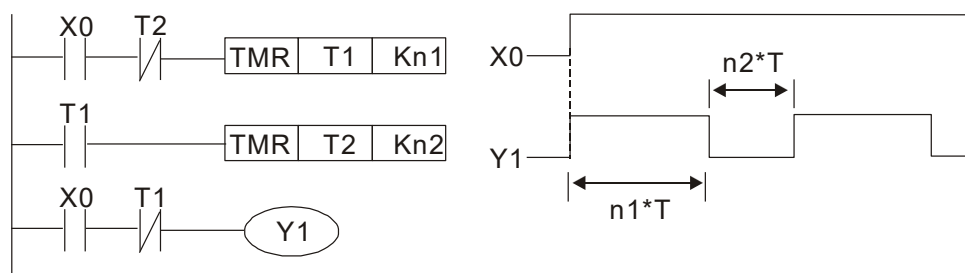 X0 T2
TMR T1 Kn1
T1
TMR T2 Kn2
X0 T1
Y1
X0
n2*T
Y1
n1*T